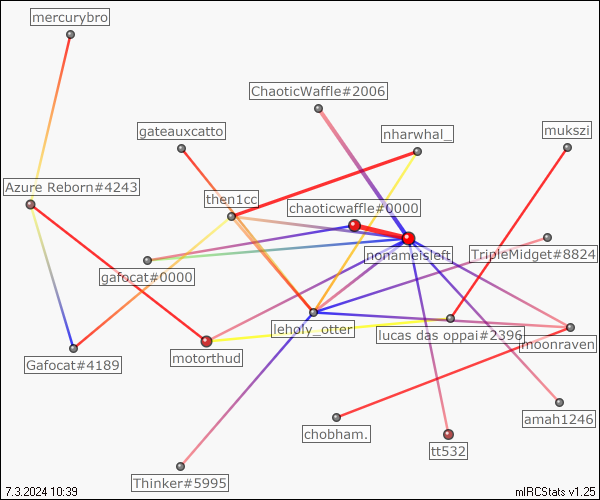 mercurybro
ChaoticWaffle#2006
gateauxcatto
nharwhal_
mukszi
Azure Reborn#4243
then1cc
chaoticwaffle#0000
nonameisleft
TripleMidget#8824
gafocat#0000
leholy_otter
lucas das oppai#2396
moonraven
motorthud
Gafocat#4189
amah1246
chobham.
tt532
Thinker#5995
7.3.2024 10:39
mIRCStats v1.25